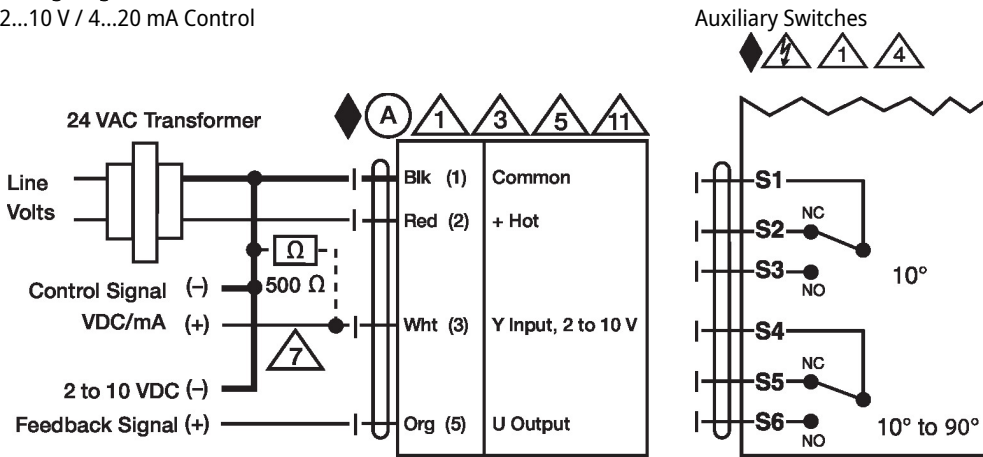 2...10 V / 4...20 mA Control
Auxiliary Switches
1
4
24 VAC Transformer
A
1
3
5
11
Line
Volts
Blk (1) Common
Red (2) + Hot
Ω
500 Ω
Control Signal (–)
VDC/mA (+)
7
Wht (3) Y Input, 2 to 10 V
2 to 10 VDC (–)
Feedback Signal (+)
Org (5) U Output
S1
S2 NC
S3
NO
10°
S4
S5 NC
S6
NO
10° to 90°